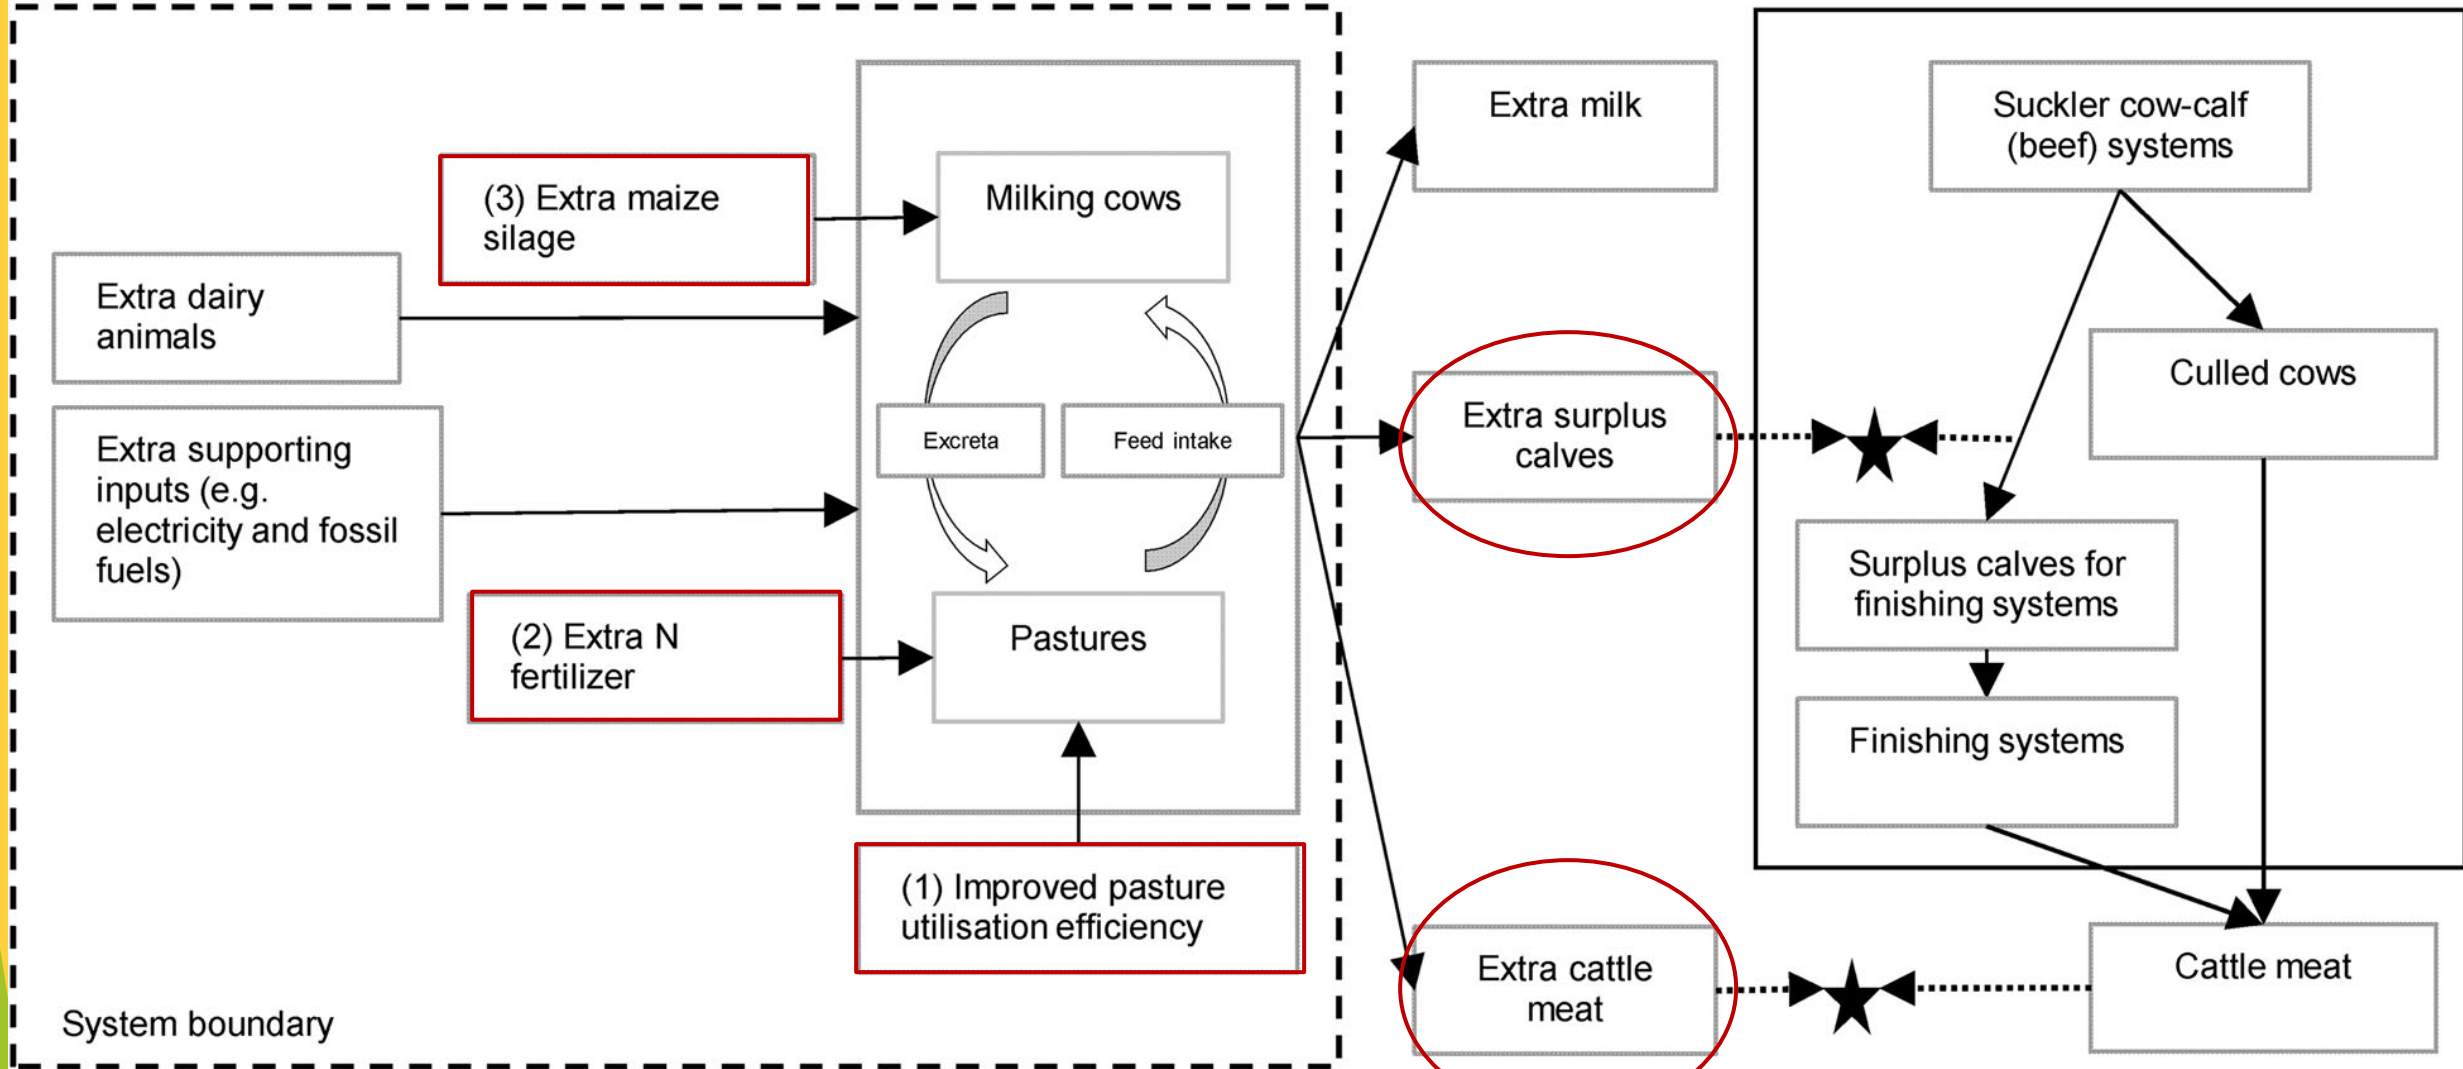 (3) Extra maize
silage
Extra dairy
animals
Extra supporting
inputs (e.g.
electricity and fossil
fuels)
(2) Extra N
fertilizer
Milking cows
Excreta
Feed intake
Pastures
(1) Improved pasture
utilisation efficiency
System boundary
Extra milk
Extra surplus
calves
Extra cattle
meat
Suckler cow-calf
(beef) systems
Culled cows
Surplus calves for
finishing systems
Finishing systems
Cattle meat